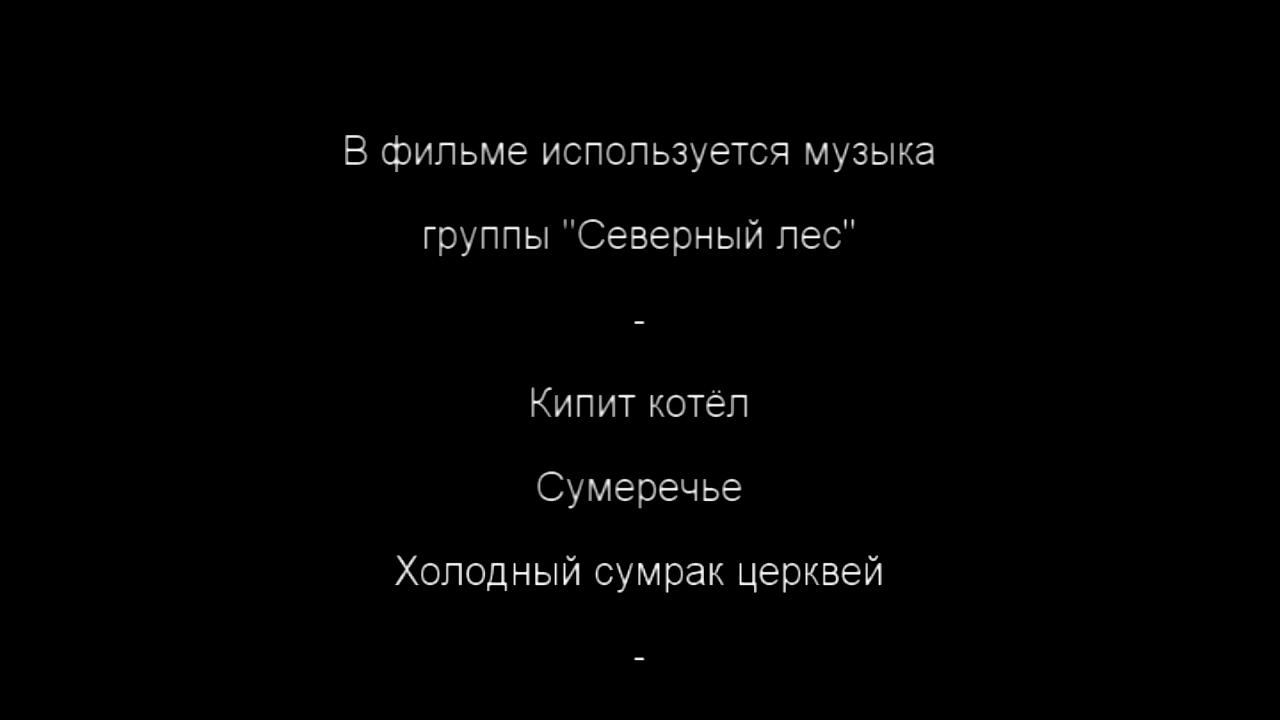 В фильме используется музыка
группы "Северный лес"
-
Кипит котёл
Сумеречье
Холодный сумрак церквей
-